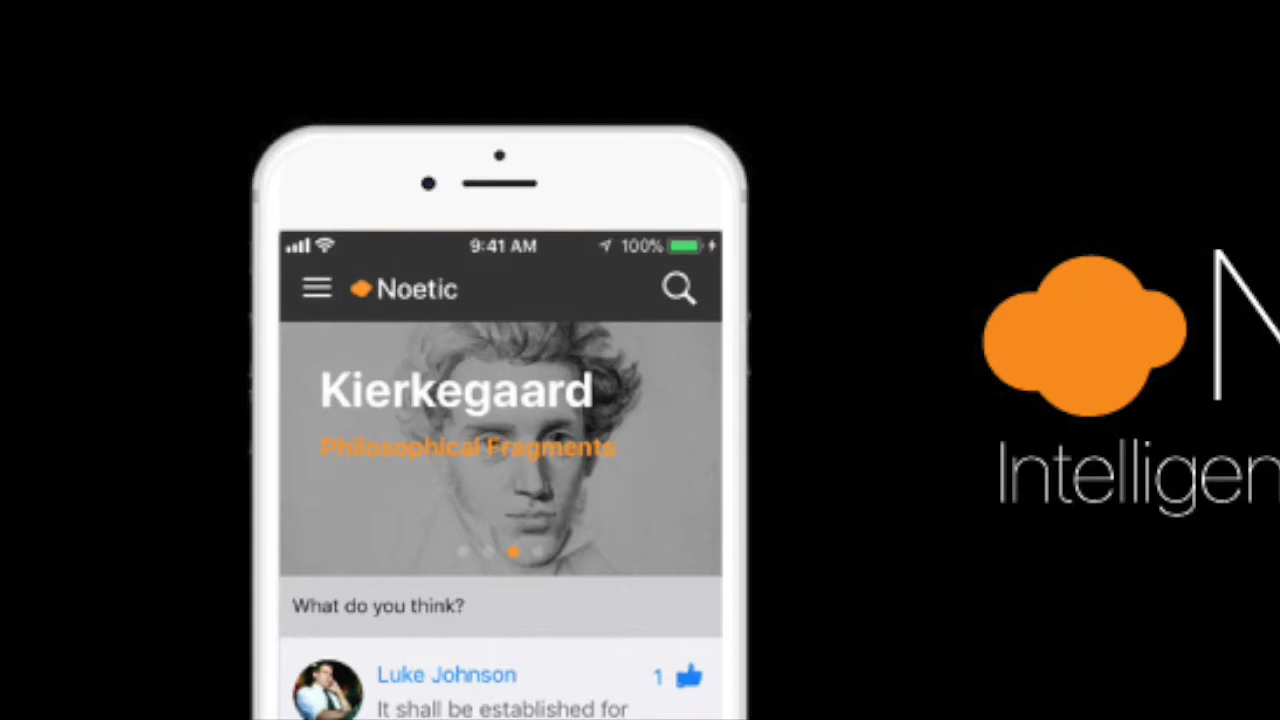 9:41 AM 100%
Noetic
Kierkegaard
Philosophical Fragments
What do you think?
Luke Johnson 1
It shall be established for
N
Intelligen